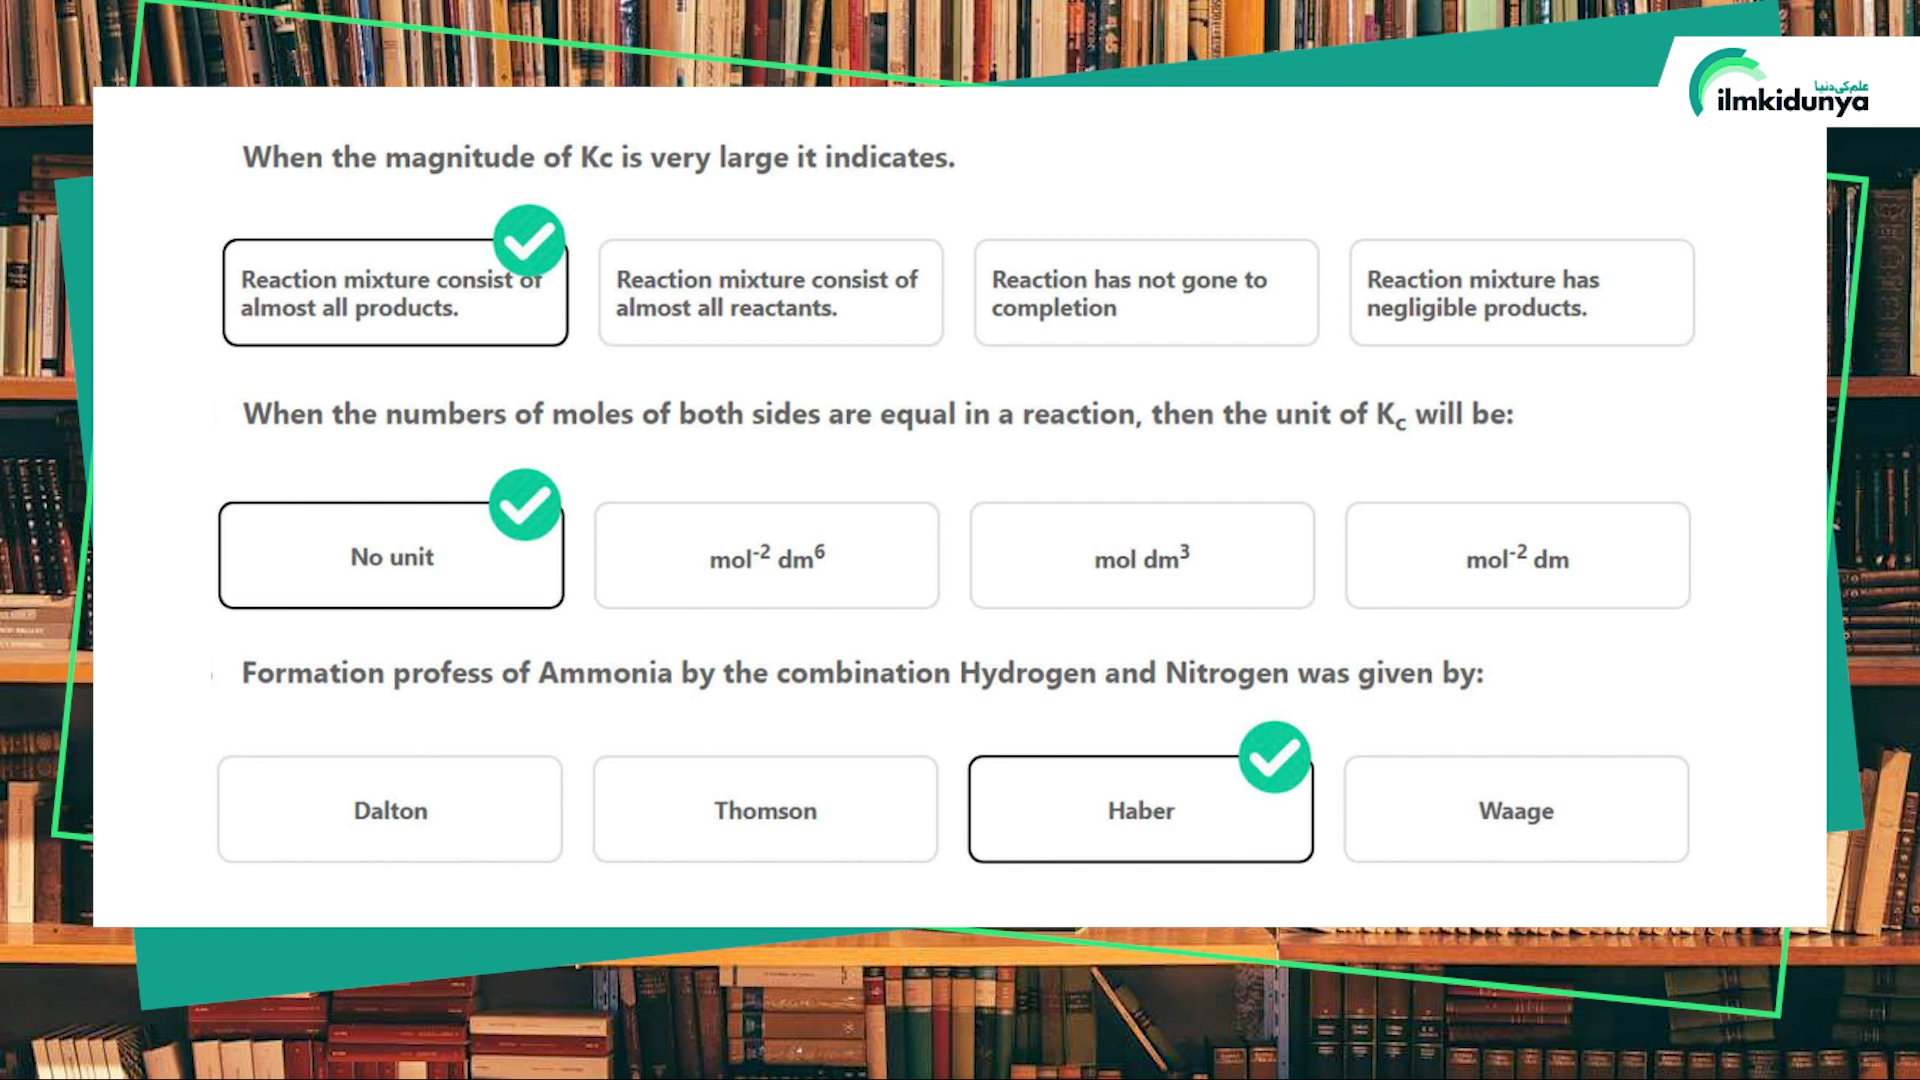 علم کی دنیا
ilmkidunya
When the magnitude of Kc is very large it indicates.
Reaction mixture consist of
almost all products.
Reaction mixture consist of
almost all reactants.
Reaction has not gone to
completion
Reaction mixture has
negligible products.
When the numbers of moles of both sides are equal in a reaction, then the unit of Kc will be:
No unit
mol⁻² dm⁶
mol dm³
mol⁻² dm
Formation profess of Ammonia by the combination Hydrogen and Nitrogen was given by:
Dalton
Thomson
Haber
Waage